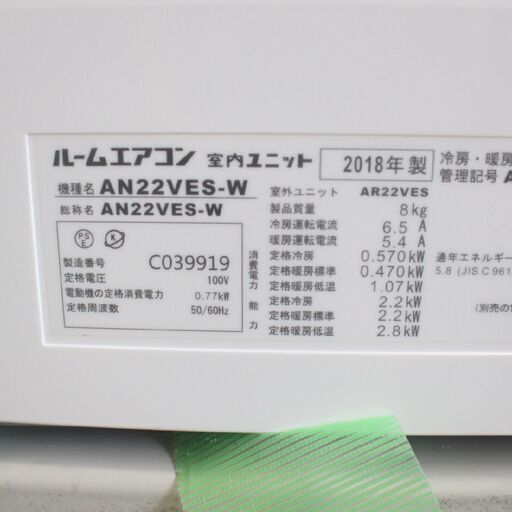 ルームエアコン 室内ユニット 2018年製
機種名 AN22VES-W
総称名 AN22VES-W
PSE
製造番号 C039919
定格電圧 100V
電動機の定格消費電力 0.77kW
定格周波数 50/60Hz
室外ユニット AR22VES
製品質量 8kg
冷房運転電流 6.5 A
暖房運転電流 5.4 A
消費電力
定格冷房 0.570kW
定格暖房標準 0.470kW
定格暖房低温 1.07kW
能力
定格冷房 2.2kW
定格暖房標準 2.2kW
定格暖房低温 2.8kW
冷房・暖房
管理記号 A
通年エネルギー
5.8 (JIS C 961
(別売の